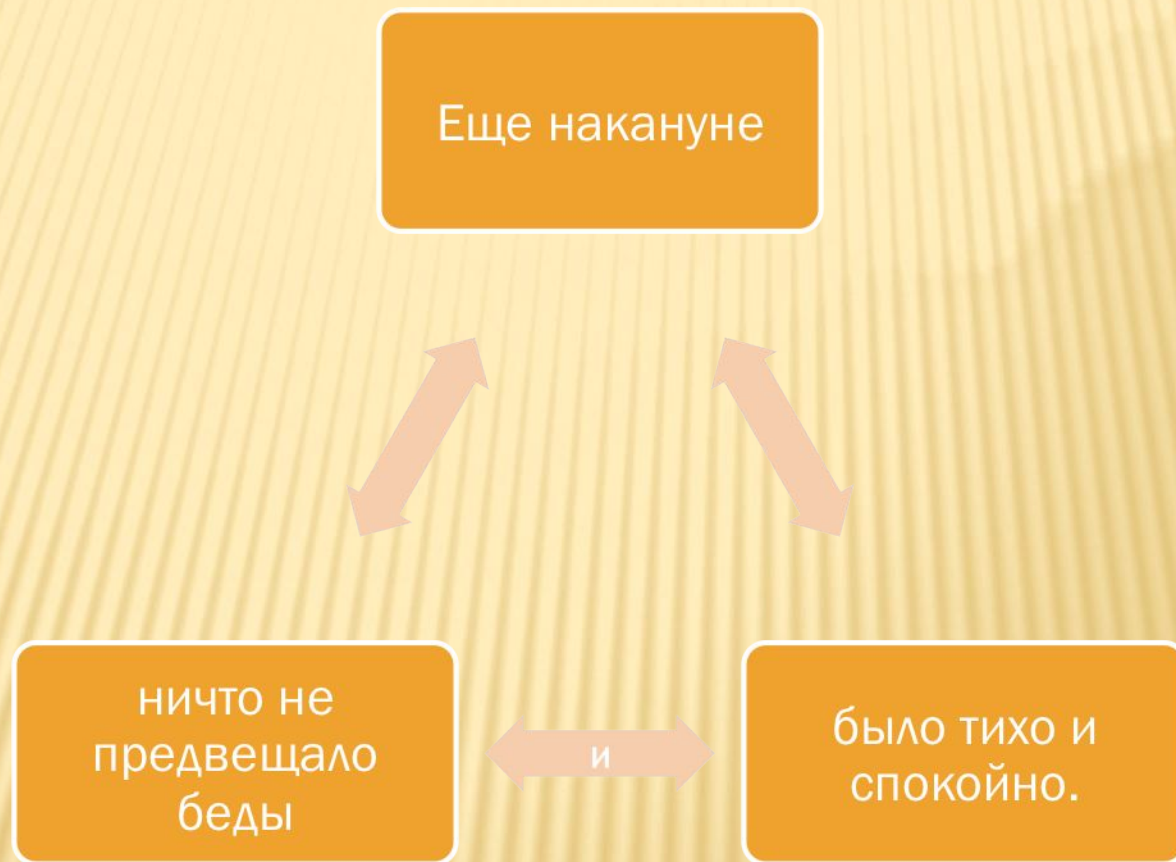 Еще накануне
ничто не
предвещало
беды
и
было тихо и
спокойно.